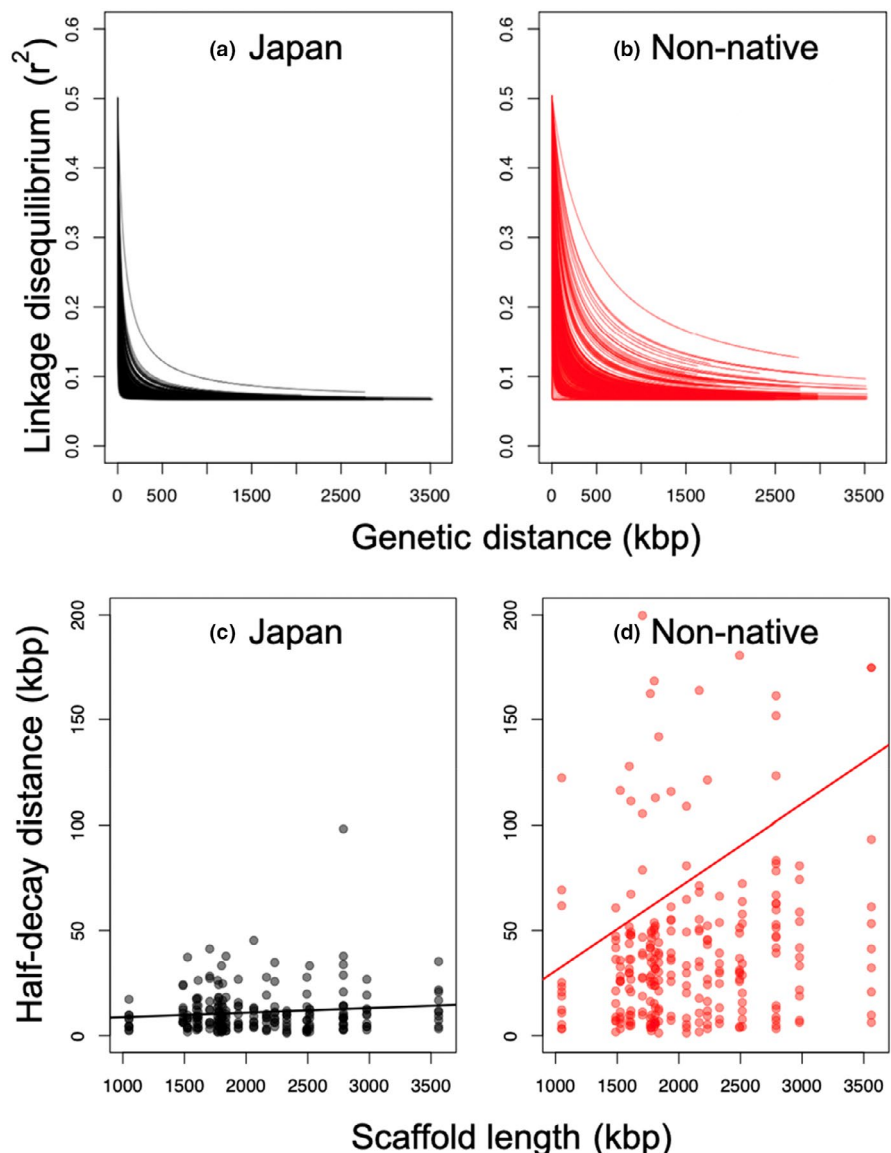 (a) Japan
(b) Non-native
Linkage disequilibrium (r²)
0.0 0.1 0.2 0.3 0.4 0.5 0.6
0 500 1500 2500 3500
0.0 0.1 0.2 0.3 0.4 0.5 0.6
0 500 1500 2500 3500
Genetic distance (kbp)
(c) Japan
(d) Non-native
Half-decay distance (kbp)
0 50 100 150 200
1000 1500 2000 2500 3000 3500
0 50 100 150 200
1000 1500 2000 2500 3000 3500
Scaffold length (kbp)